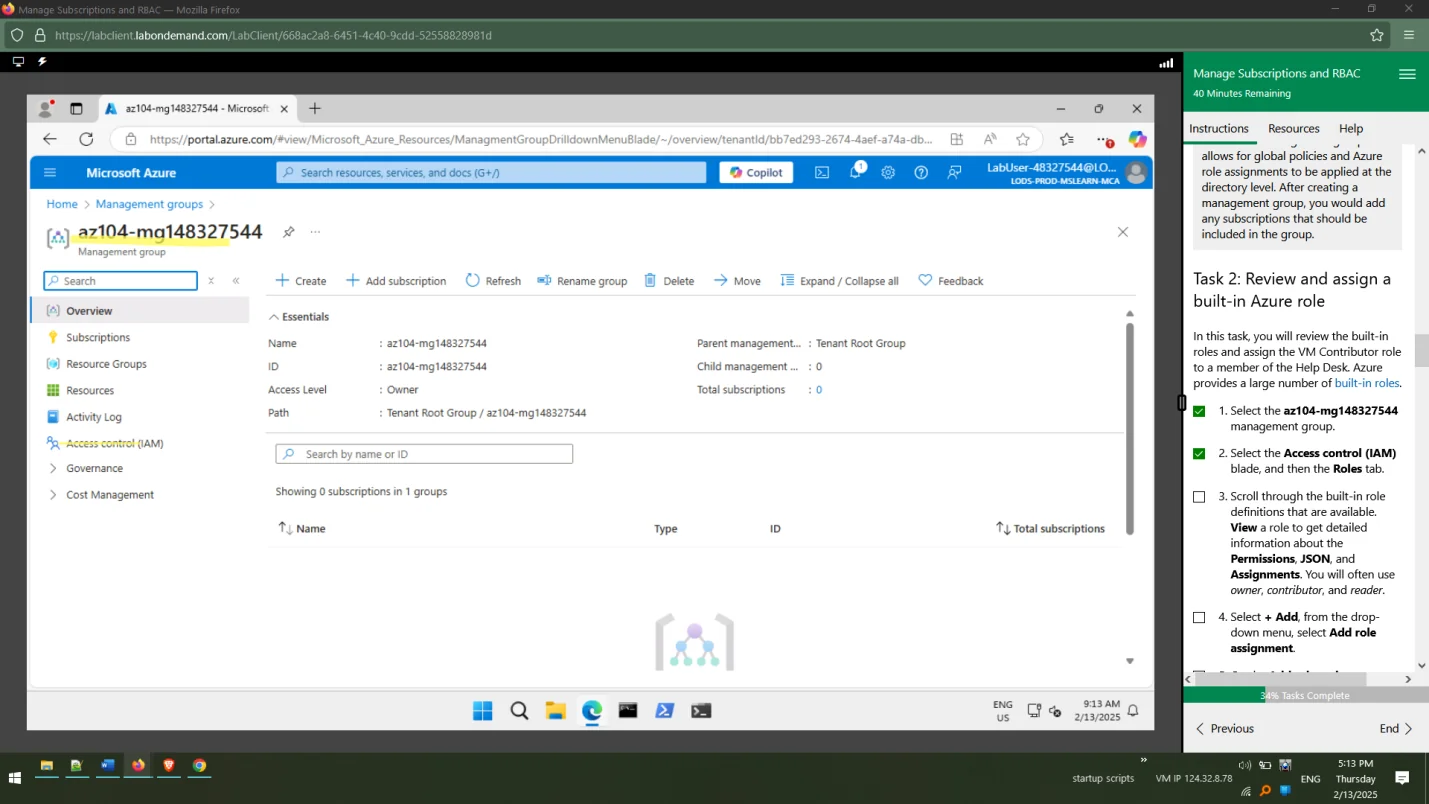 Manage Subscriptions and RBAC — Mozilla Firefox
https://labclient.labondemand.com/LabClient/668ac2a8-6451-4c40-9cdd-52558828981d
az104-mg148327544 - Microsoft
https://portal.azure.com/#view/Microsoft_Azure_Resources/ManagmentGroupDrilldownMenuBlade/~/overview/tenantId/bb7ed293-2674-4aef-a74a-db...
Microsoft Azure
Search resources, services, and docs (G+/)
Copilot
1
LabUser-48327544@LO...
LODS-PROD-MSLEARN-MCA
Home > Management groups >
az104-mg148327544
Management group
Search
Overview
Subscriptions
Resource Groups
Resources
Activity Log
Access control (IAM)
Governance
Cost Management
Create
Add subscription
Refresh
Rename group
Delete
Move
Expand / Collapse all
Feedback
Essentials
Name : az104-mg148327544
ID : az104-mg148327544
Access Level : Owner
Path : Tenant Root Group / az104-mg148327544
Parent management... : Tenant Root Group
Child management ... : 0
Total subscriptions : 0
Search by name or ID
Showing 0 subscriptions in 1 groups
Name Type ID Total subscriptions
ENG
US
9:13 AM
2/13/2025
Manage Subscriptions and RBAC
40 Minutes Remaining
Instructions Resources Help
allows for global policies and Azure
role assignments to be applied at the
directory level. After creating a
management group, you would add
any subscriptions that should be
included in the group.
Task 2: Review and assign a
built-in Azure role
In this task, you will review the built-in
roles and assign the VM Contributor role
to a member of the Help Desk. Azure
provides a large number of built-in roles.
1. Select the az104-mg148327544
management group.
2. Select the Access control (IAM)
blade, and then the Roles tab.
3. Scroll through the built-in role
definitions that are available.
View a role to get detailed
information about the
Permissions, JSON, and
Assignments. You will often use
owner, contributor, and reader.
4. Select + Add, from the drop-
down menu, select Add role
assignment.
34% Tasks Complete
Previous
End
startup scripts
VM IP 124.32.8.78
ENG
5:13 PM
Thursday
2/13/2025